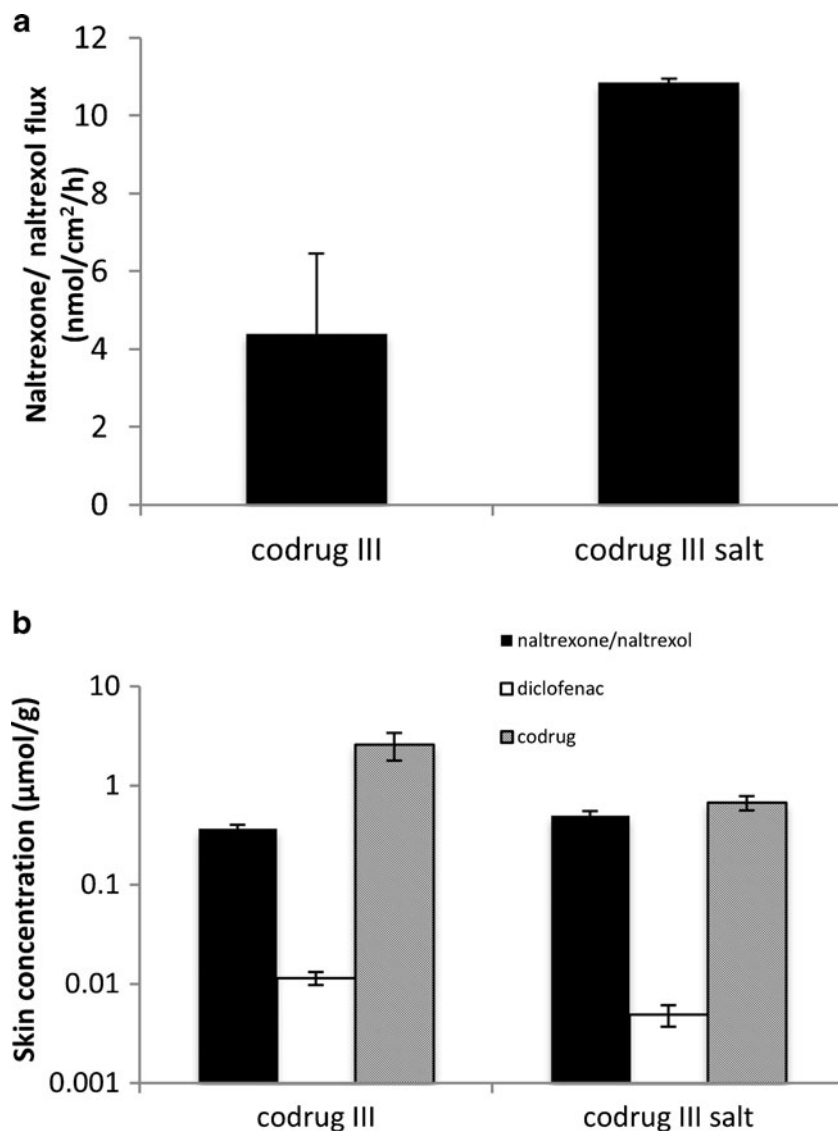 a
Naltrexone/ naltrexol flux
(nmol/cm²/h)
12
10
8
6
4
2
0
codrug III
codrug III salt
b
naltrexone/naltrexol
diclofenac
codrug
Skin concentration (µmol/g)
10
1
0.1
0.01
0.001
codrug III
codrug III salt